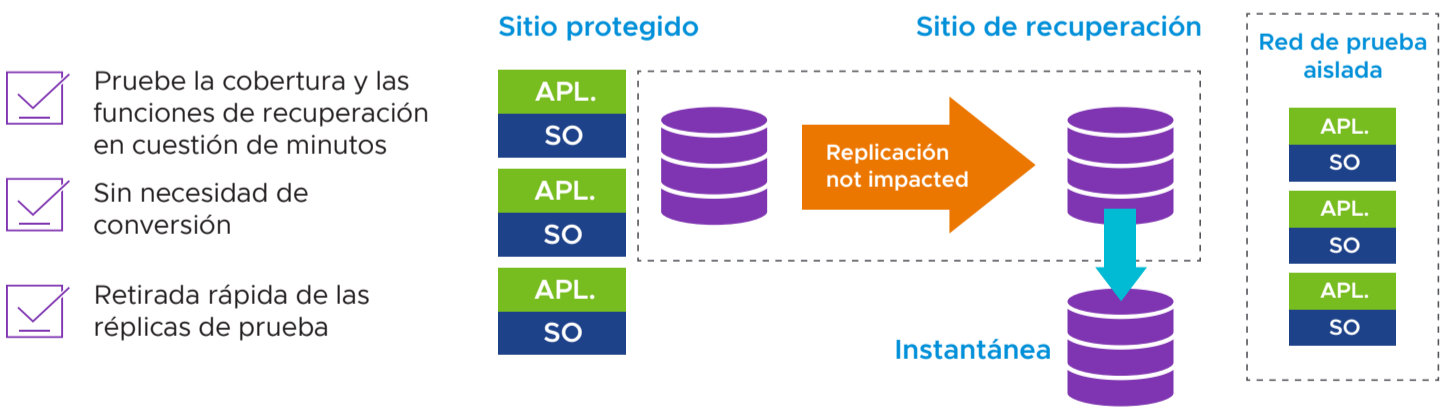 Pruebe la cobertura y las
funciones de recuperación
en cuestión de minutos
Sin necesidad de
conversión
Retirada rápida de las
réplicas de prueba
Sitio protegido
APL.
SO
APL.
SO
APL.
SO
Replicación
not impacted
Sitio de recuperación
Instantánea
Red de prueba
aislada
APL.
SO
APL.
SO
APL.
SO